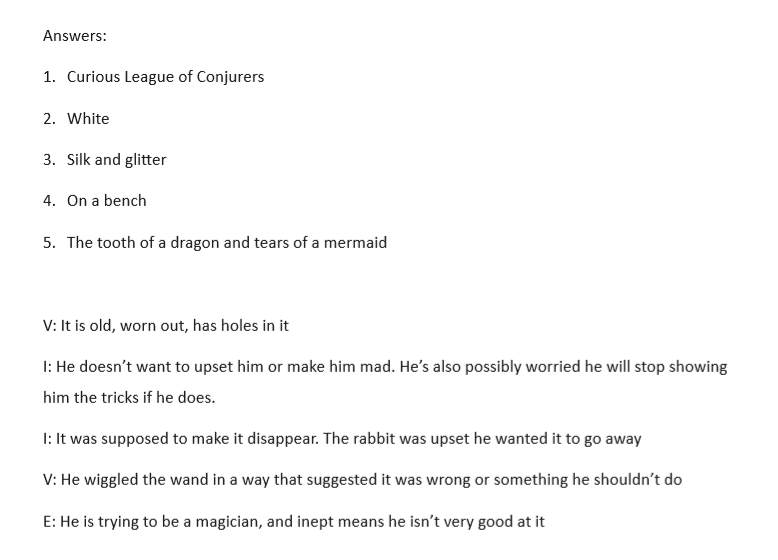 Answers:
1. Curious League of Conjurers
2. White
3. Silk and glitter
4. On a bench
5. The tooth of a dragon and tears of a mermaid
V: It is old, worn out, has holes in it
I: He doesn’t want to upset him or make him mad. He’s also possibly worried he will stop showing
him the tricks if he does.
I: It was supposed to make it disappear. The rabbit was upset he wanted it to go away
V: He wiggled the wand in a way that suggested it was wrong or something he shouldn’t do
E: He is trying to be a magician, and inept means he isn’t very good at it